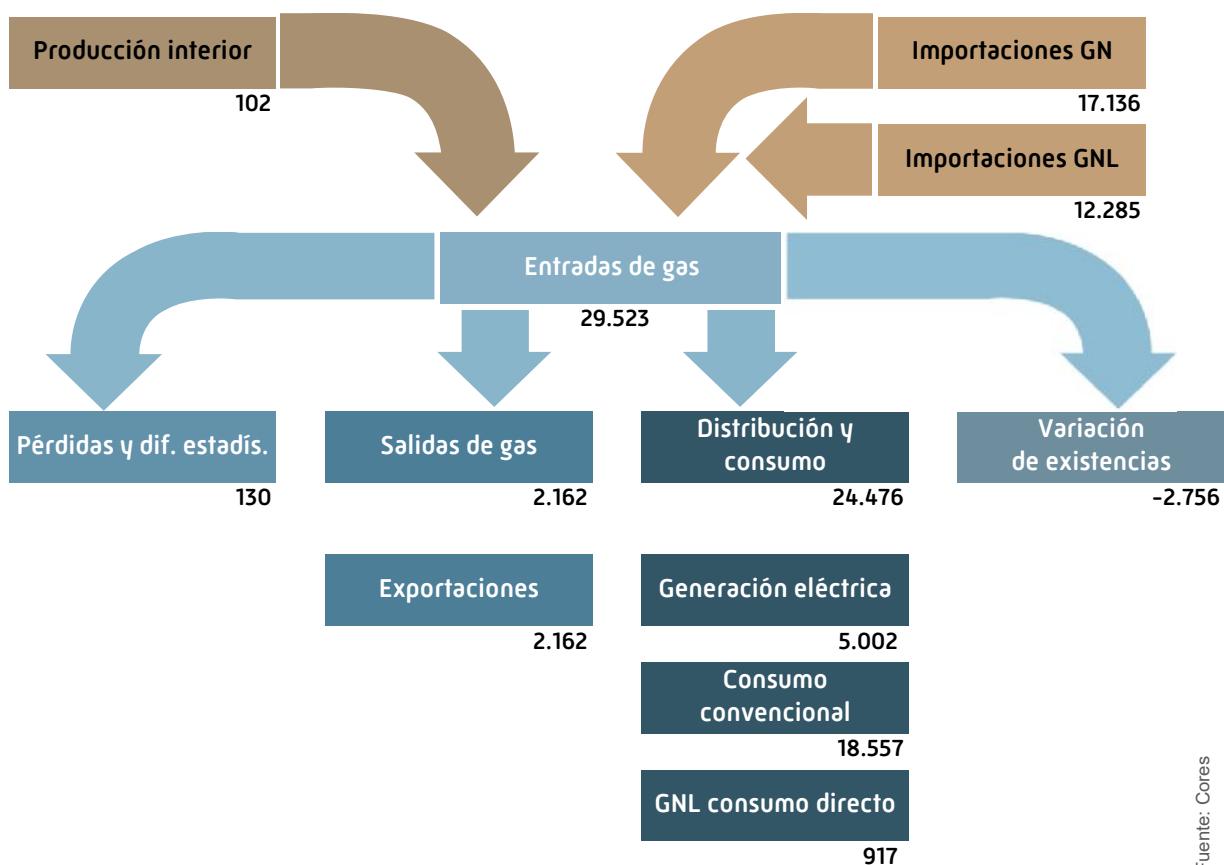 Producción interior
102
Importaciones GN
17.136
Importaciones GNL
12.285
Entradas de gas
29.523
Pérdidas y dif. estadís.
130
Salidas de gas
2.162
Distribución y
consumo
24.476
Variación
de existencias
-2.756
Exportaciones
2.162
Generación eléctrica
5.002
Consumo
convencional
18.557
GNL consumo directo
917
Fuente: Cores